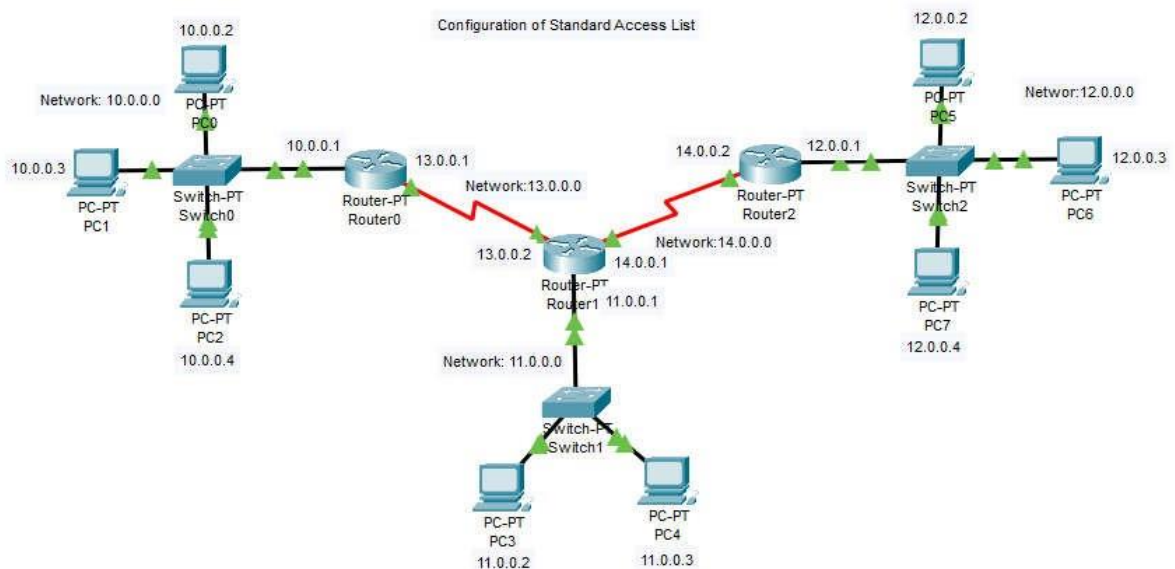 Configuration of Standard Access List
10.0.0.2
PC-PT
PC0
Network: 10.0.0.0
10.0.0.3
PC-PT
PC1
Switch-PT
Switch0
PC-PT
PC2
10.0.0.4
10.0.0.1
Router-PT
Router0
13.0.0.1
Network:13.0.0.0
13.0.0.2
Router-PT
Router1
14.0.0.1
11.0.0.1
Network:14.0.0.0
14.0.0.2
Router-PT
Router2
12.0.0.1
12.0.0.2
PC-PT
PC5
Networ:12.0.0.0
Switch-PT
Switch2
PC-PT
PC6
12.0.0.3
PC-PT
PC7
12.0.0.4
Network: 11.0.0.0
Switch-PT
Switch1
PC-PT
PC3
11.0.0.2
PC-PT
PC4
11.0.0.3